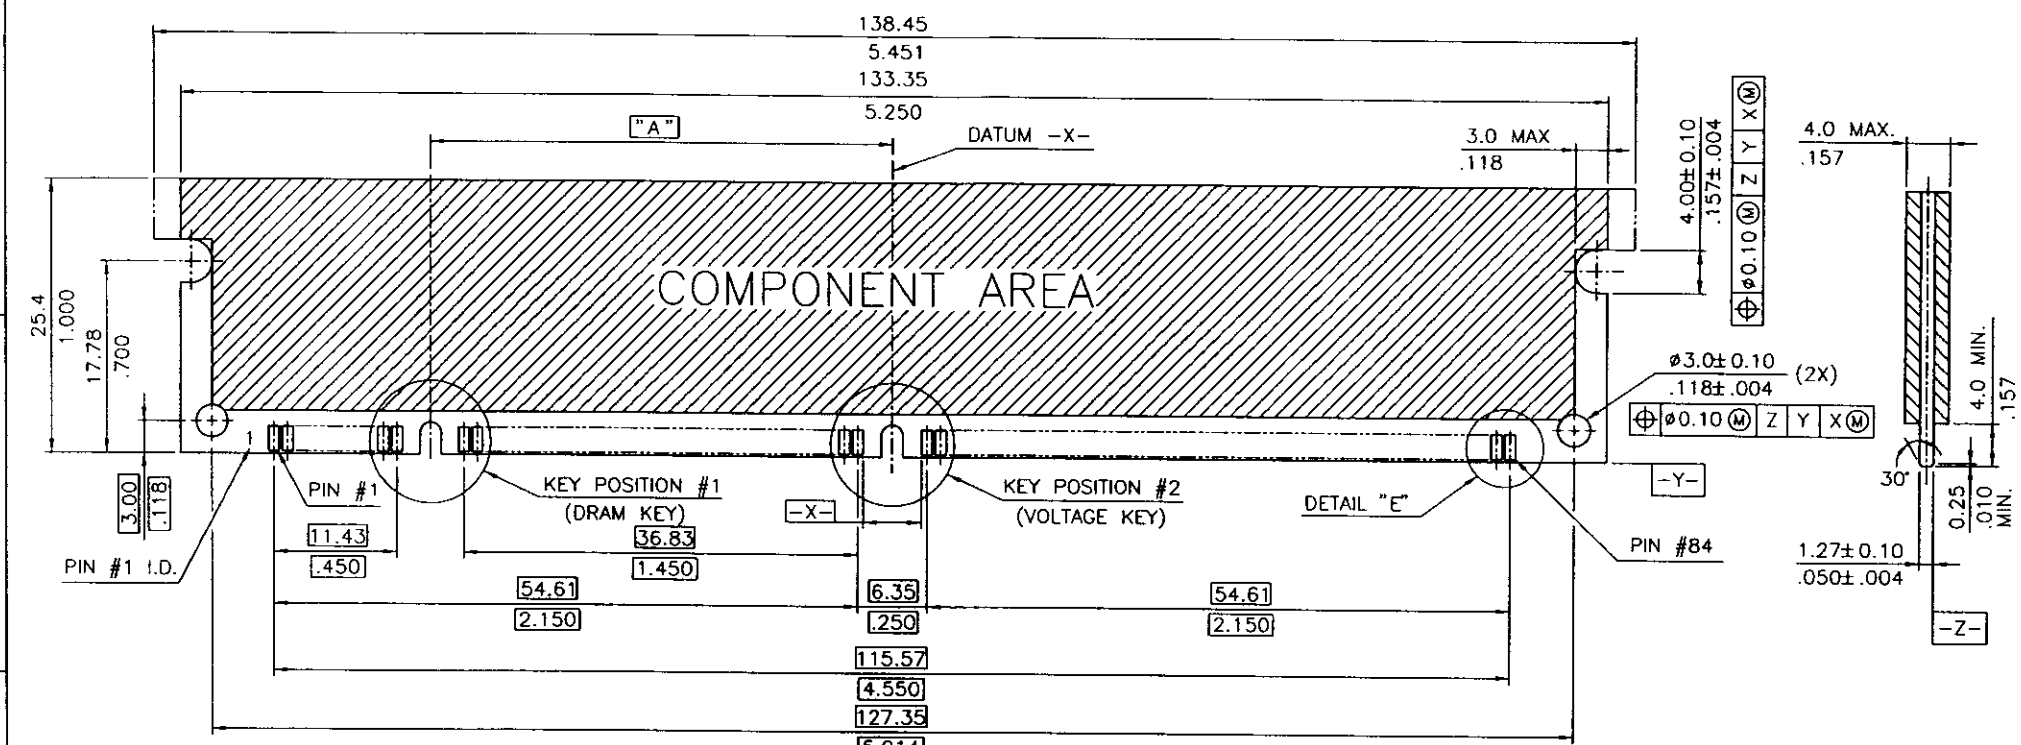 138.45
5.451
133.35
5.250
"A"
DATUM -X-
3.0 MAX
.118
4.00±0.10
.157±.004
⌖ ⌀0.10 Ⓜ Z Y X Ⓜ
4.0 MAX.
.157
25.4
1.000
17.78
.700
COMPONENT AREA
⌀3.0±0.10
.118±.004
(2X)
⌖ ⌀0.10 Ⓜ Z Y X Ⓜ
4.0 MIN.
.157
1
3.00
.118
PIN #1
KEY POSITION #1
(DRAM KEY)
-X-
KEY POSITION #2
(VOLTAGE KEY)
DETAIL "E"
-Y-
30°
0.25
.010
MIN.
PIN #1 I.D.
11.43
.450
36.83
1.450
PIN #84
1.27±0.10
.050±.004
54.61
2.150
6.35
.250
54.61
2.150
-Z-
115.57
4.550
127.35